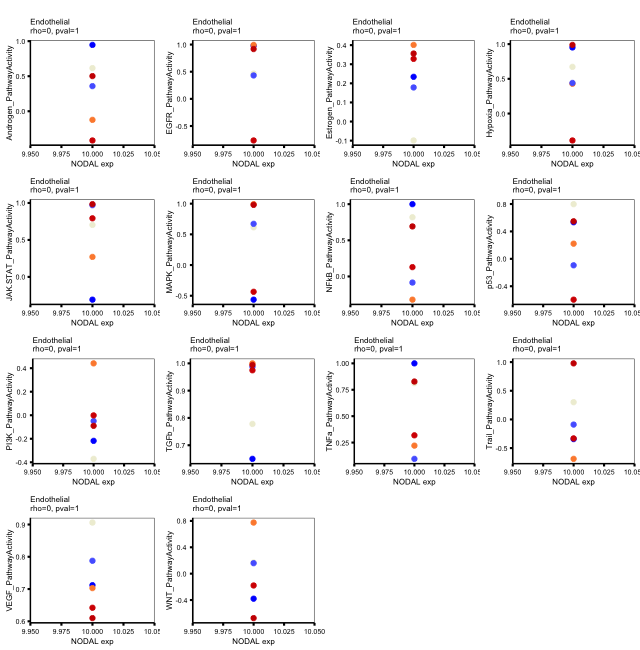 Endothelial
rho=0, pval=1
Androgen_PathwayActivity
1.0
0.5
0.0
9.950
9.975
10.000
10.025
10.05
NODAL exp
Endothelial
rho=0, pval=1
EGFR_PathwayActivity
1.0
0.5
0.0
-0.5
9.950
9.975
10.000
10.025
10.05
NODAL exp
Endothelial
rho=0, pval=1
Estrogen_PathwayActivity
0.4
0.3
0.2
0.1
0.0
-0.1
9.950
9.975
10.000
10.025
10.05
NODAL exp
Endothelial
rho=0, pval=1
Hypoxia_PathwayActivity
1.0
0.5
0.0
9.950
9.975
10.000
10.025
10.05
NODAL exp
Endothelial
rho=0, pval=1
JAK.STAT_PathwayActivity
1.0
0.5
0.0
9.950
9.975
10.000
10.025
10.05
NODAL exp
Endothelial
rho=0, pval=1
MAPK_PathwayActivity
1.0
0.5
0.0
-0.5
9.950
9.975
10.000
10.025
10.05
NODAL exp
Endothelial
rho=0, pval=1
NFkB_PathwayActivity
1.0
0.5
0.0
9.950
9.975
10.000
10.025
10.05
NODAL exp
Endothelial
rho=0, pval=1
p53_PathwayActivity
0.8
0.4
0.0
-0.4
9.950
9.975
10.000
10.025
10.05
NODAL exp
Endothelial
rho=0, pval=1
PI3K_PathwayActivity
0.4
0.2
0.0
-0.2
-0.4
9.950
9.975
10.000
10.025
10.05
NODAL exp
Endothelial
rho=0, pval=1
TGFb_PathwayActivity
1.0
0.9
0.8
0.7
9.950
9.975
10.000
10.025
10.05
NODAL exp
Endothelial
rho=0, pval=1
TNFa_PathwayActivity
1.00
0.75
0.50
0.25
9.950
9.975
10.000
10.025
10.05
NODAL exp
Endothelial
rho=0, pval=1
Trail_PathwayActivity
1.0
0.5
0.0
-0.5
9.950
9.975
10.000
10.025
10.05
NODAL exp
Endothelial
rho=0, pval=1
VEGF_PathwayActivity
0.9
0.8
0.7
0.6
9.950
9.975
10.000
10.025
10.05
NODAL exp
Endothelial
rho=0, pval=1
WNT_PathwayActivity
0.8
0.4
0.0
-0.4
9.950
9.975
10.000
10.025
10.050
NODAL exp